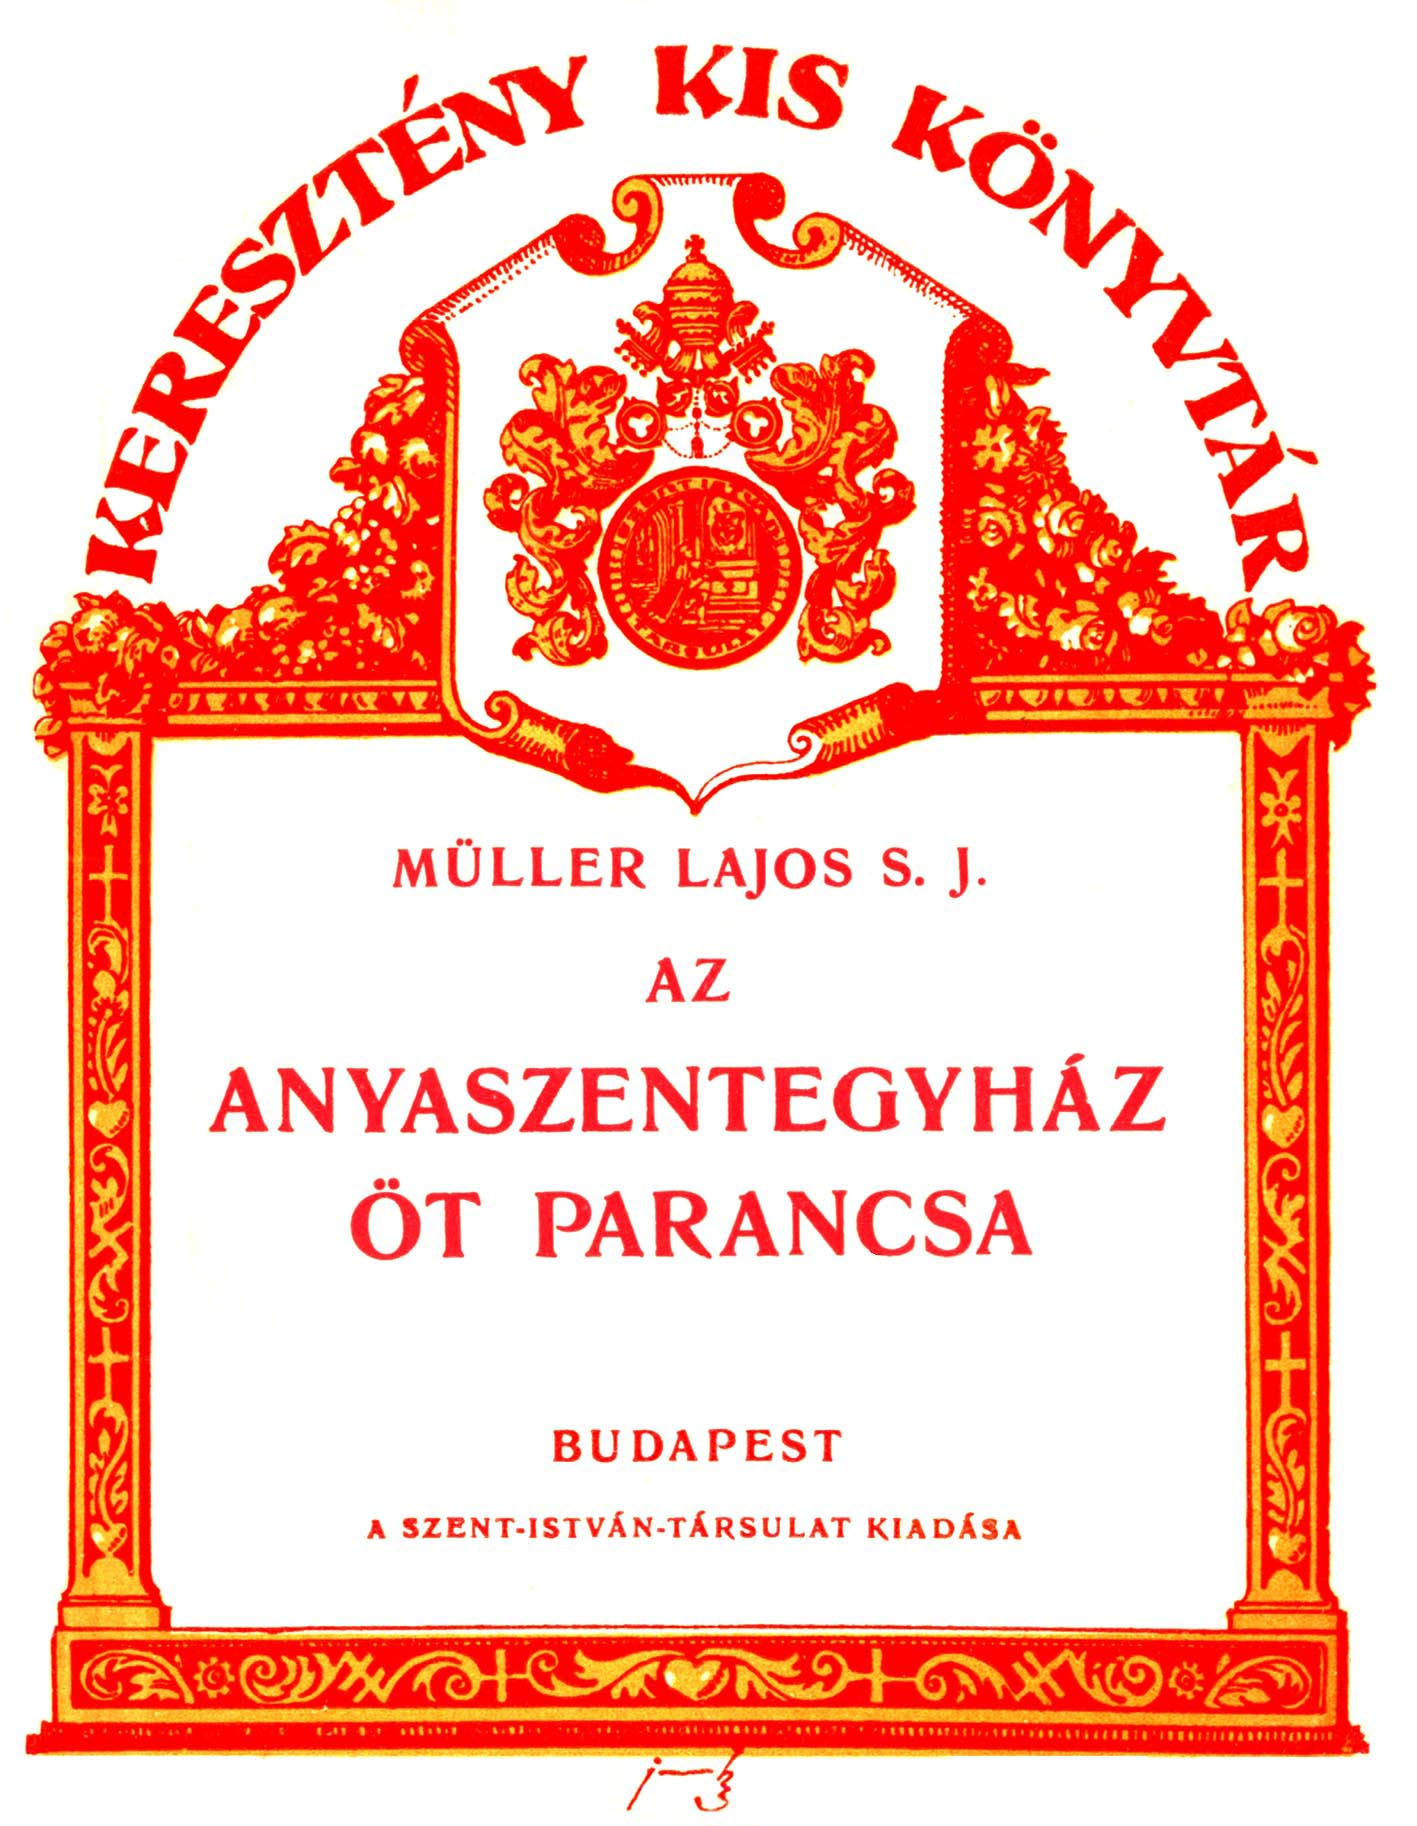 KERESZTÉNY KIS KÖNYVTÁR
MÜLLER LAJOS S. J.
AZ
ANYASZENTEGYHÁZ
ÖT PARANCSA
BUDAPEST
A SZENT-ISTVÁN-TÁRSULAT KIADÁSA